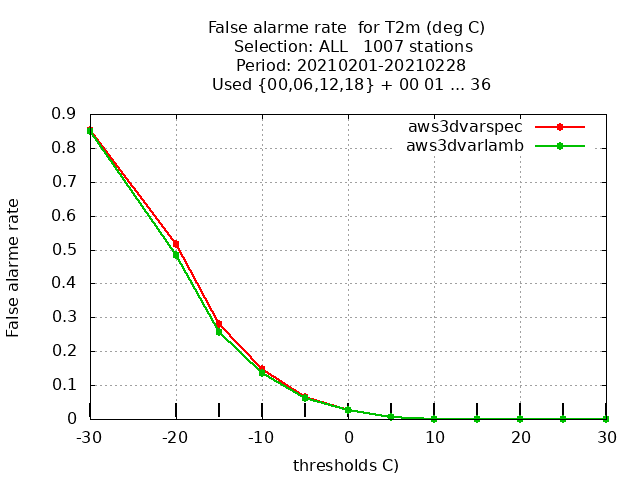 False alarme rate  for T2m (deg C)
Selection: ALL   1007 stations
Period: 20210201-20210228
Used {00,06,12,18} + 00 01 ... 36
aws3dvarspec
aws3dvarlamb
False alarme rate
0.9
0.8
0.7
0.6
0.5
0.4
0.3
0.2
0.1
0
-30 -20 -10 0 10 20 30
thresholds C)